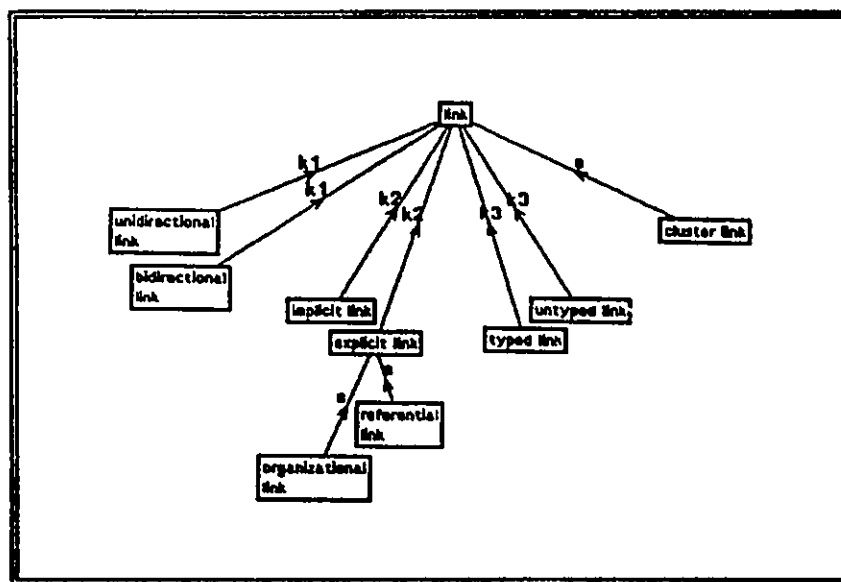 link
k1
k1
k2
k2
k3
k3
unidirectional
link
bidirectional
link
cluster link
implicit link
untyped link
explicit link
typed link
referential
link
organizational
link